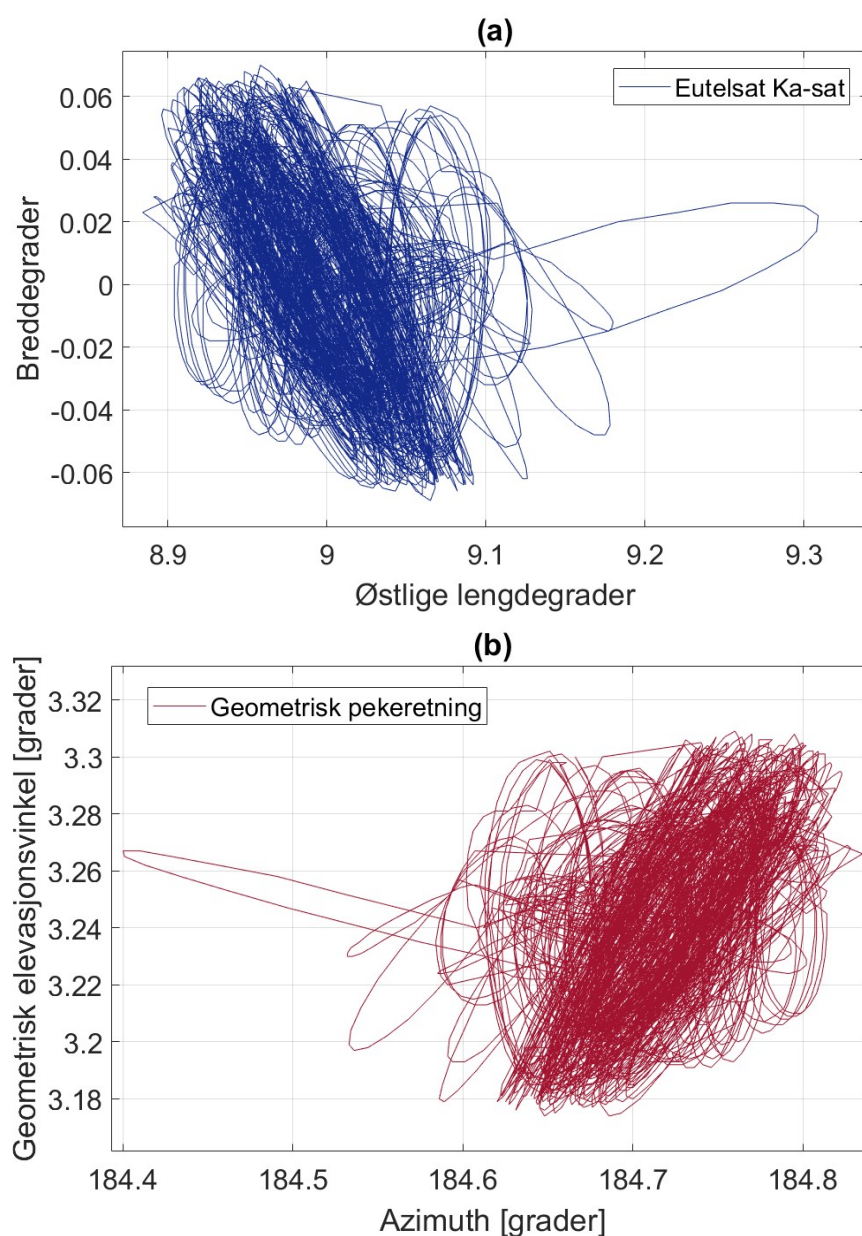 (a)
Eutelsat Ka-sat
0.06
0.04
0.02
0
-0.02
-0.04
-0.06
Breddegrader
8.9 9 9.1 9.2 9.3
Østlige lengdegrader
(b)
Geometrisk pekeretning
3.32
3.3
3.28
3.26
3.24
3.22
3.2
3.18
Geometrisk elevasjonsvinkel [grader]
184.4 184.5 184.6 184.7 184.8
Azimuth [grader]